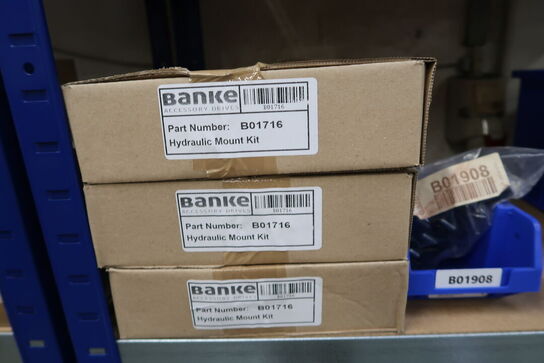 Banke
ACCESSORY DRIVES
B01716
Part Number: B01716
Hydraulic Mount Kit
Banke
ACCESSORY DRIVES
B01716
Part Number: B01716
Hydraulic Mount Kit
Banke
ACCESSORY DRIVES
B01716
Part Number: B01716
Hydraulic Mount Kit
B01908
B01908